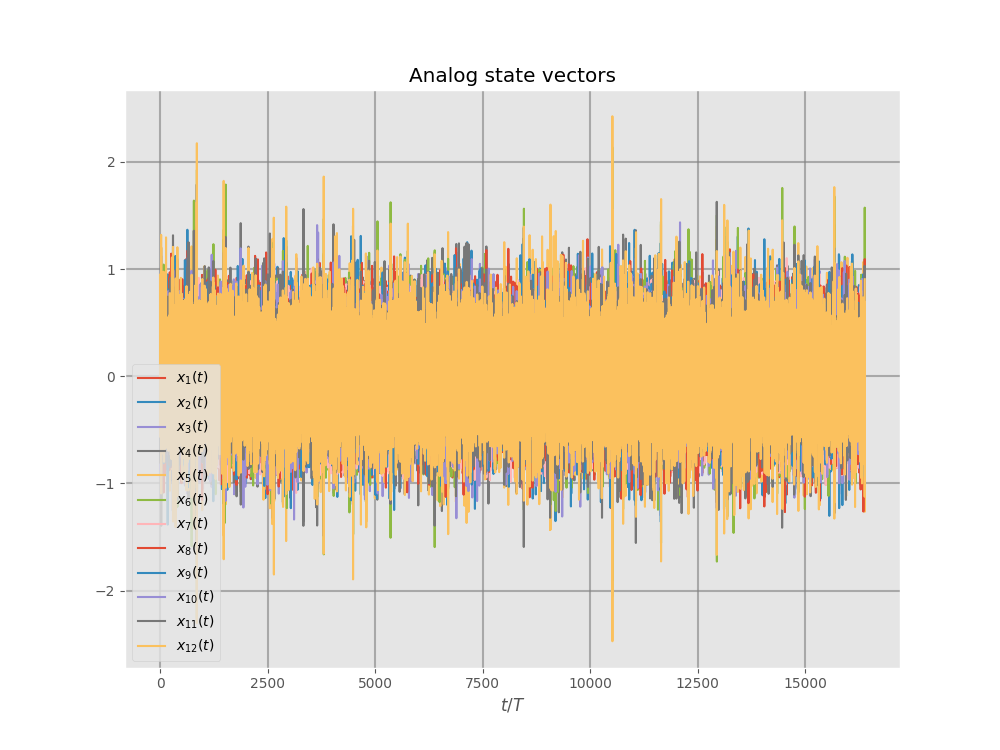 Analog state vectors
2
1
0
−1
−2
x₁(t)
x₂(t)
x₃(t)
x₄(t)
x₅(t)
x₆(t)
x₇(t)
x₈(t)
x₉(t)
x₁₀(t)
x₁₁(t)
x₁₂(t)
0 2500 5000 7500 10000 12500 15000
t/T